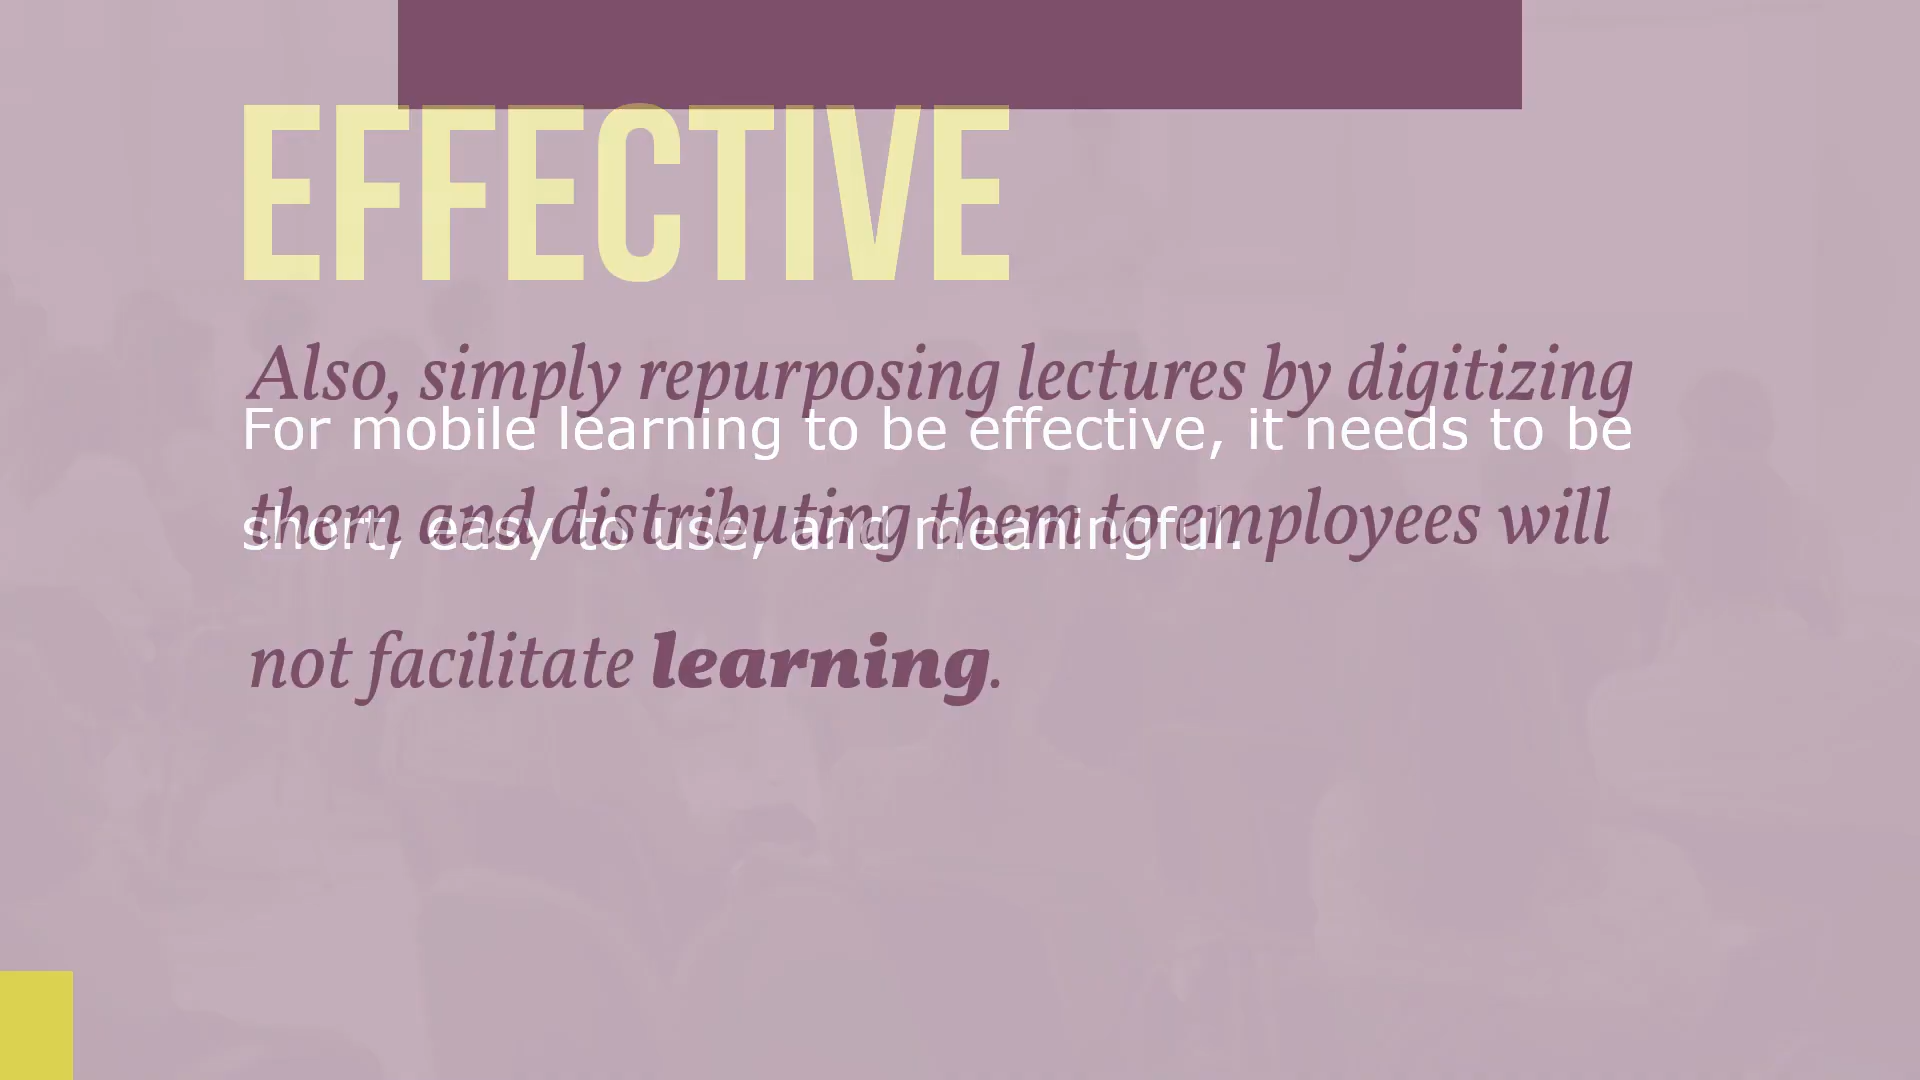 EFFECTIVE
Also, simply repurposing lectures by digitizing
For mobile learning to be effective, it needs to be
them and distributing them to employees will
short, easy to use, and meaningful.
not facilitate learning.